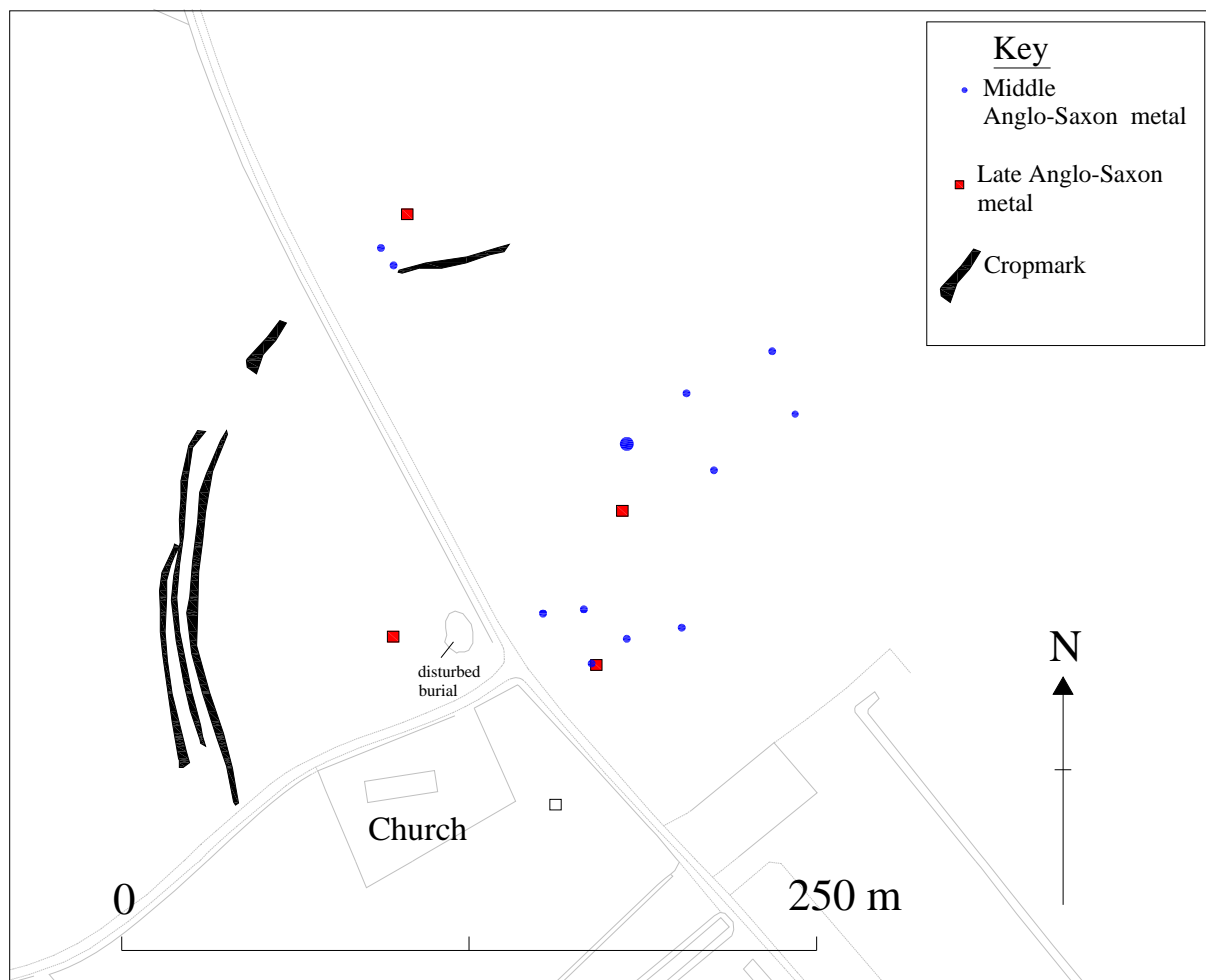 Key
Middle
Anglo-Saxon metal
Late Anglo-Saxon
metal
Cropmark
disturbed
burial
N
Church
0
250 m